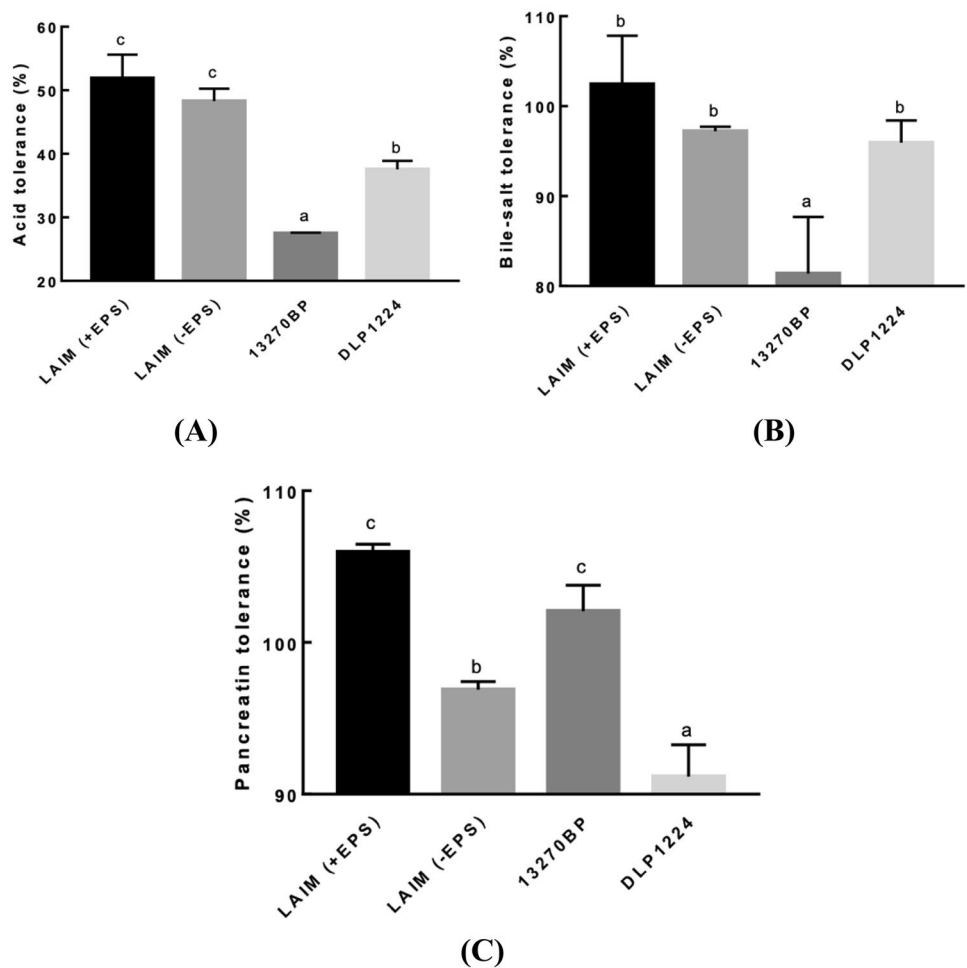 60
50
40
30
20
Acid tolerance (%)
c
c
a
b
LAIM (+EPS)
LAIM (-EPS)
13270BP
DLP1224
(A)
110
100
90
80
Bile-salt tolerance (%)
b
b
a
b
LAIM (+EPS)
LAIM (-EPS)
13270BP
DLP1224
(B)
110
100
90
Pancreatin tolerance (%)
c
b
c
a
LAIM (+EPS)
LAIM (-EPS)
13270BP
DLP1224
(C)